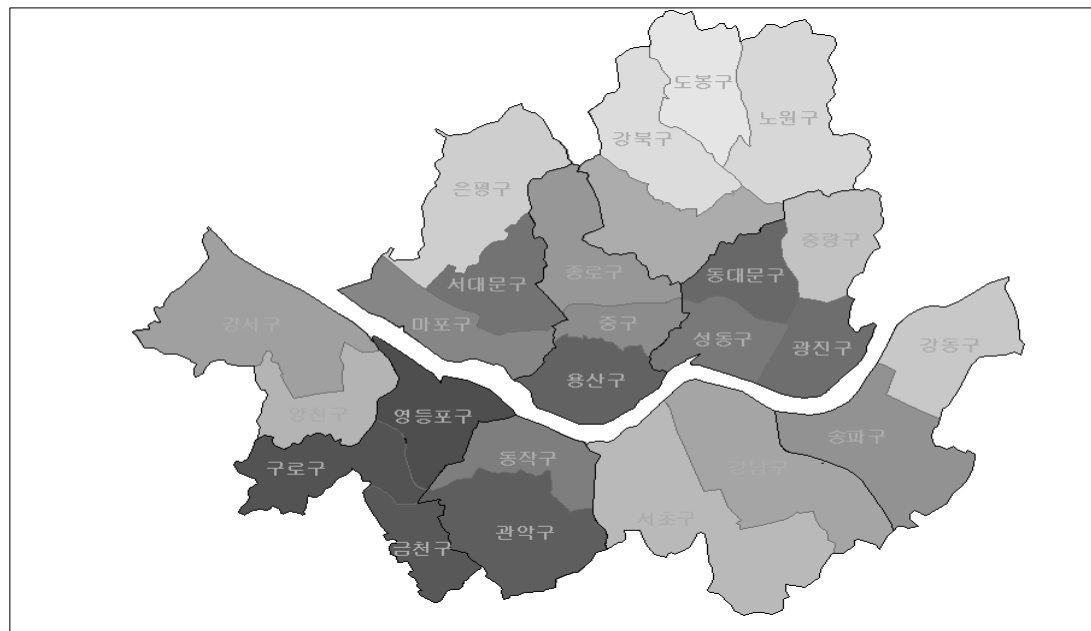 도봉구
노원구
강북구
은평구
중랑구
종로구
동대문구
서대문구
마포구
중구
성동구
광진구
강서구
강동구
용산구
양천구
영등포구
송파구
동작구
구로구
강남구
서초구
관악구
금천구